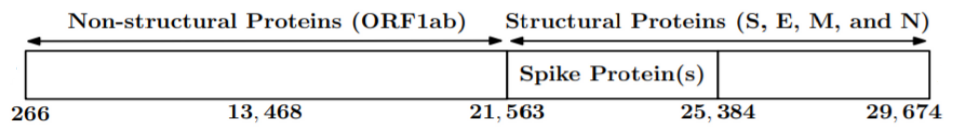 Non-structural Proteins (ORF1ab) Structural Proteins (S, E, M, and N)
Spike Protein(s)
266 13,468 21,563 25,384 29,674